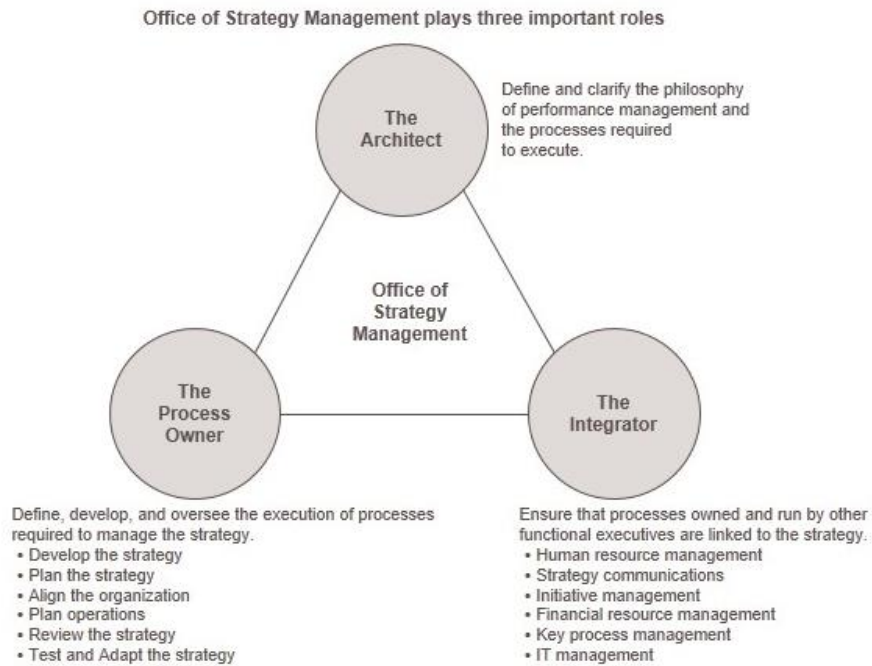 Office of Strategy Management plays three important roles
The
Architect
Define and clarify the philosophy
of performance management and
the processes required
to execute.
Office of
Strategy
Management
The
Process
Owner
The
Integrator
Define, develop, and oversee the execution of processes
required to manage the strategy.
• Develop the strategy
• Plan the strategy
• Align the organization
• Plan operations
• Review the strategy
• Test and Adapt the strategy
Ensure that processes owned and run by other
functional executives are linked to the strategy.
• Human resource management
• Strategy communications
• Initiative management
• Financial resource management
• Key process management
• IT management